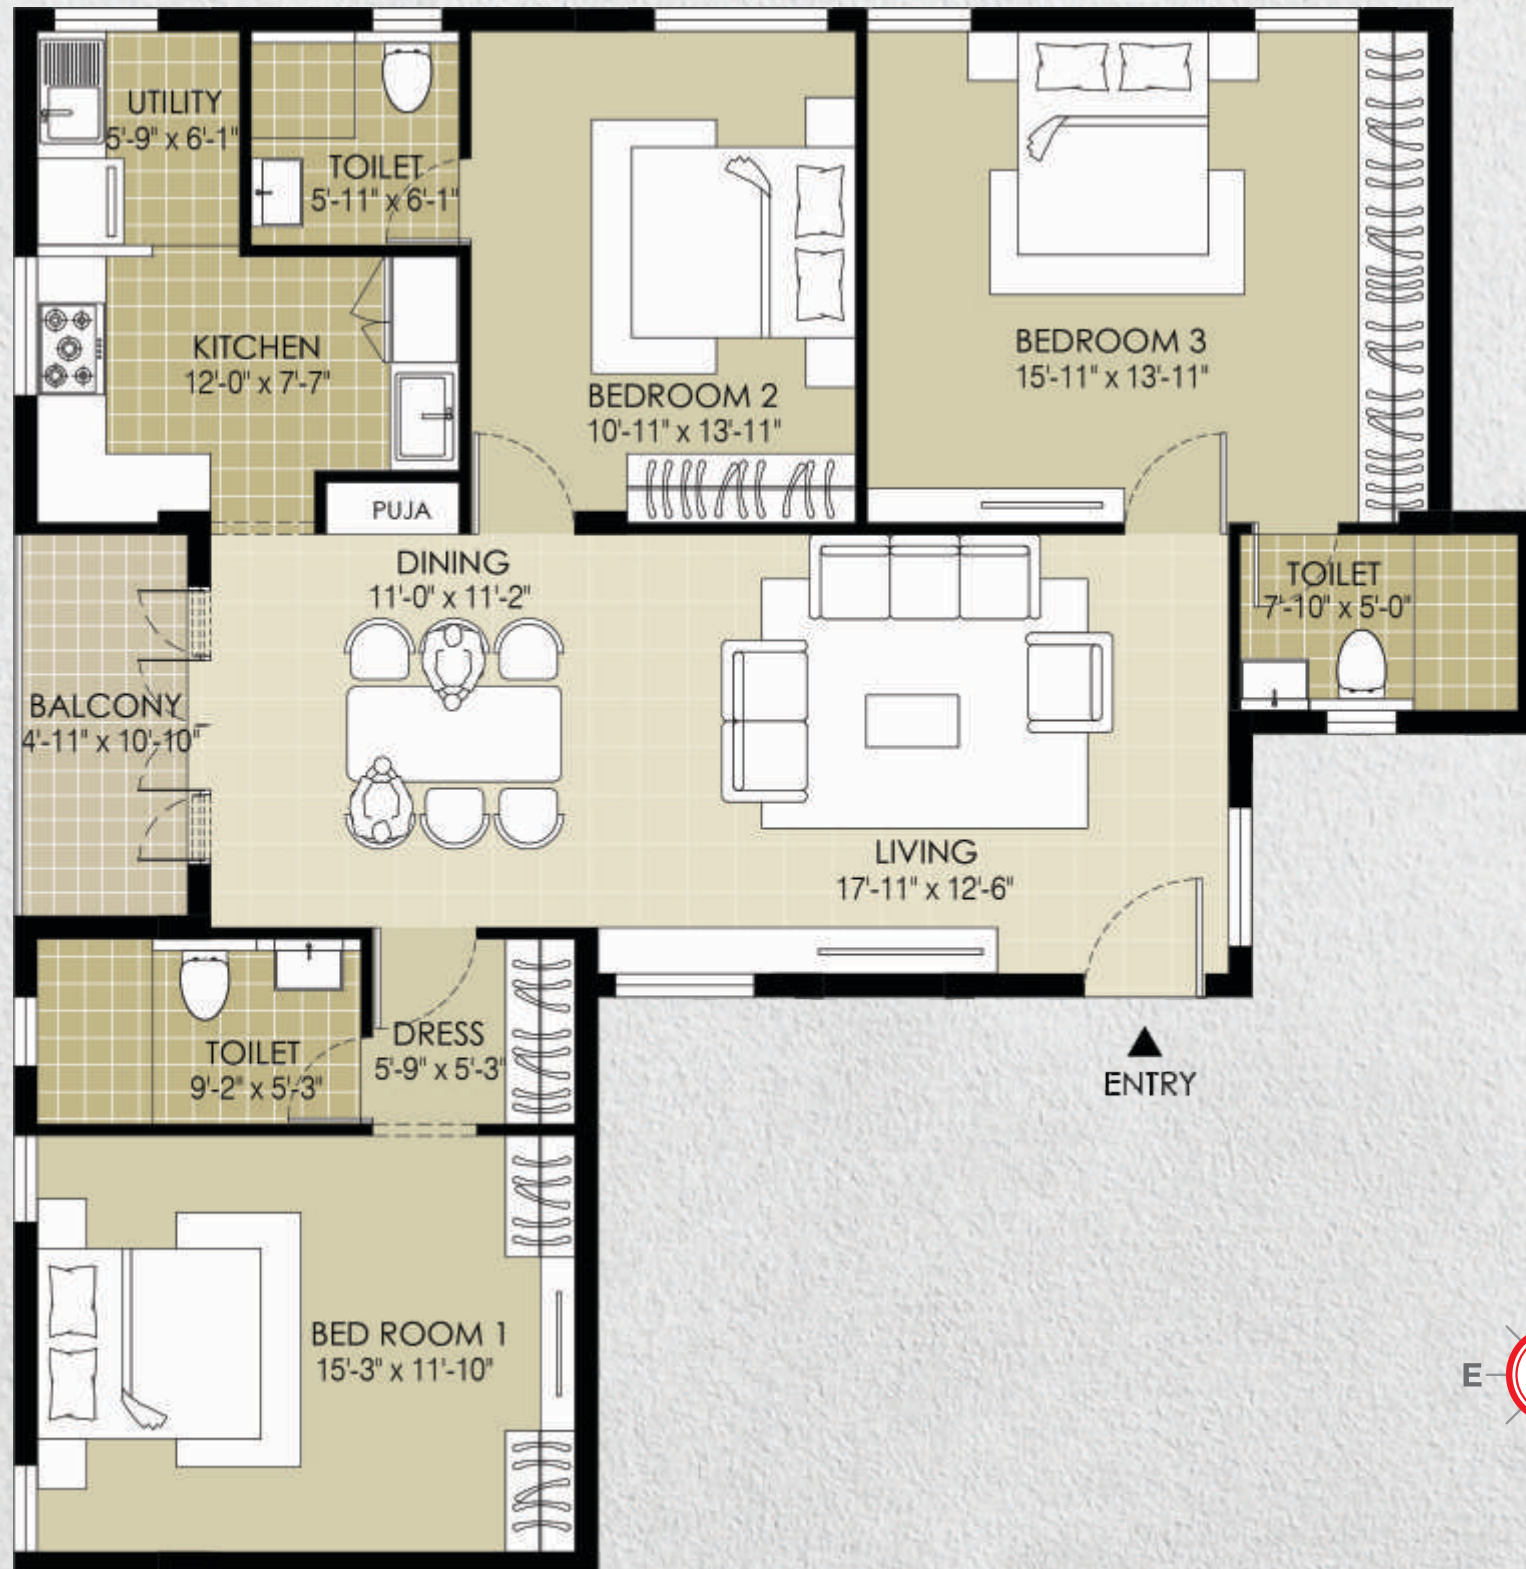 UTILITY
5'-9" x 6'-1"
TOILET
5'-11" x 6'-1"
KITCHEN
12'-0" x 7'-7"
BEDROOM 2
10'-11" x 13'-11"
BEDROOM 3
15'-11" x 13'-11"
PUJA
DINING
11'-0" x 11'-2"
TOILET
7'-10" x 5'-0"
BALCONY
4'-11" x 10'-10"
LIVING
17'-11" x 12'-6"
TOILET
9'-2" x 5'-3"
DRESS
5'-9" x 5'-3"
ENTRY
BED ROOM 1
15'-3" x 11'-10"
E